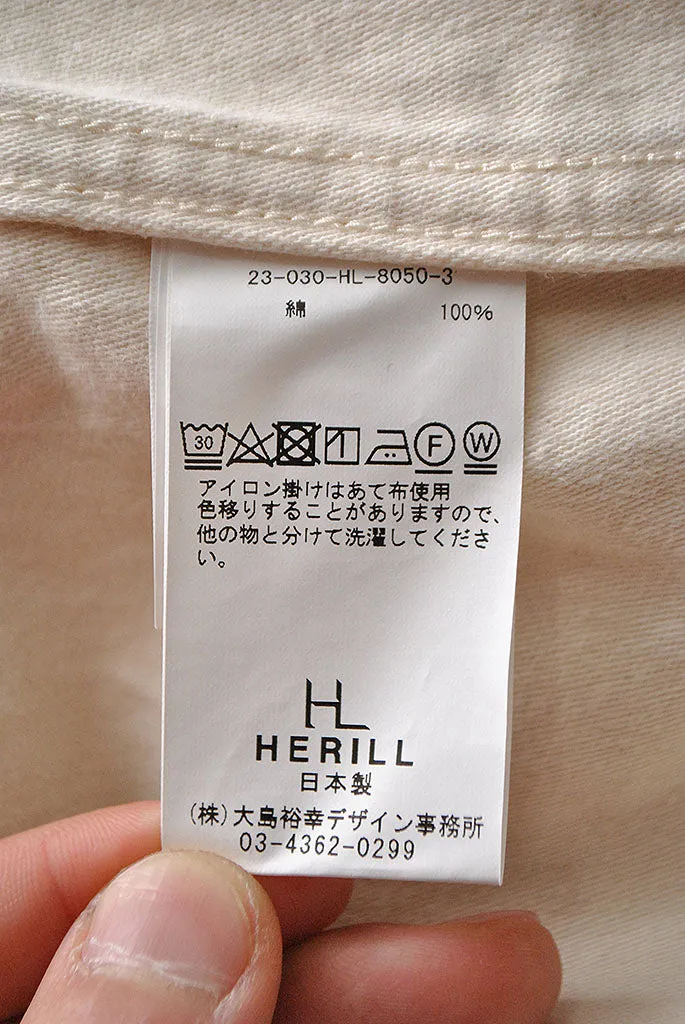 23-030-HL-8050-3
綿 100%
30 F W
アイロン掛けはあて布使用
色移りすることがありますので、
他の物と分けて洗濯してくださ
い。
HL
HERILL
日本製
(株)大島裕幸デザイン事務所
03-4362-0299